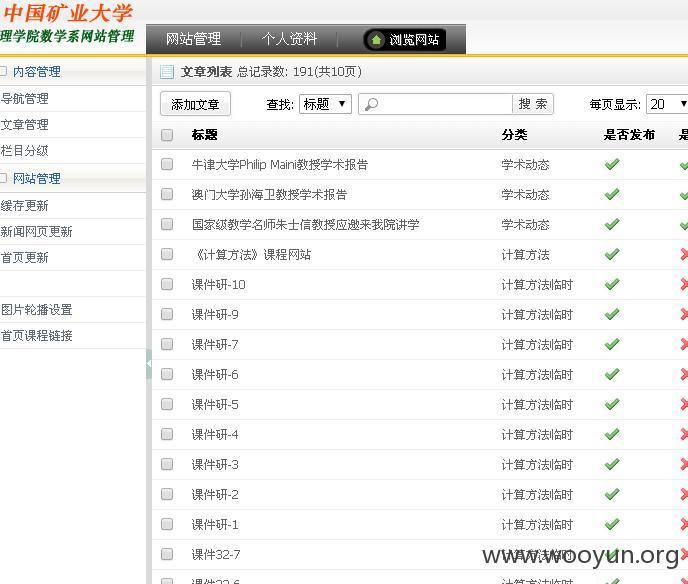 中国矿业大学
理学院数学系网站管理
网站管理 个人资料 浏览网站
内容管理
导航管理
文章管理
栏目分级
网站管理
缓存更新
新闻网页更新
首页更新
图片轮播设置
首页课程链接
文章列表 总记录数: 191(共10页)
添加文章 查找: 标题 搜 索 每页显示: 20
标题 分类 是否发布 是
牛津大学Philip Maini教授学术报告 学术动态
澳门大学孙海卫教授学术报告 学术动态
国家级教学名师朱士信教授应邀来我院讲学 学术动态
《计算方法》课程网站 计算方法
课件研-10 计算方法临时
课件研-9 计算方法临时
课件研-7 计算方法临时
课件研-6 计算方法临时
课件研-5 计算方法临时
课件研-4 计算方法临时
课件研-3 计算方法临时
课件研-2 计算方法临时
课件研-1 计算方法临时
课件32-7 计算方法临时
www.wooyun.org